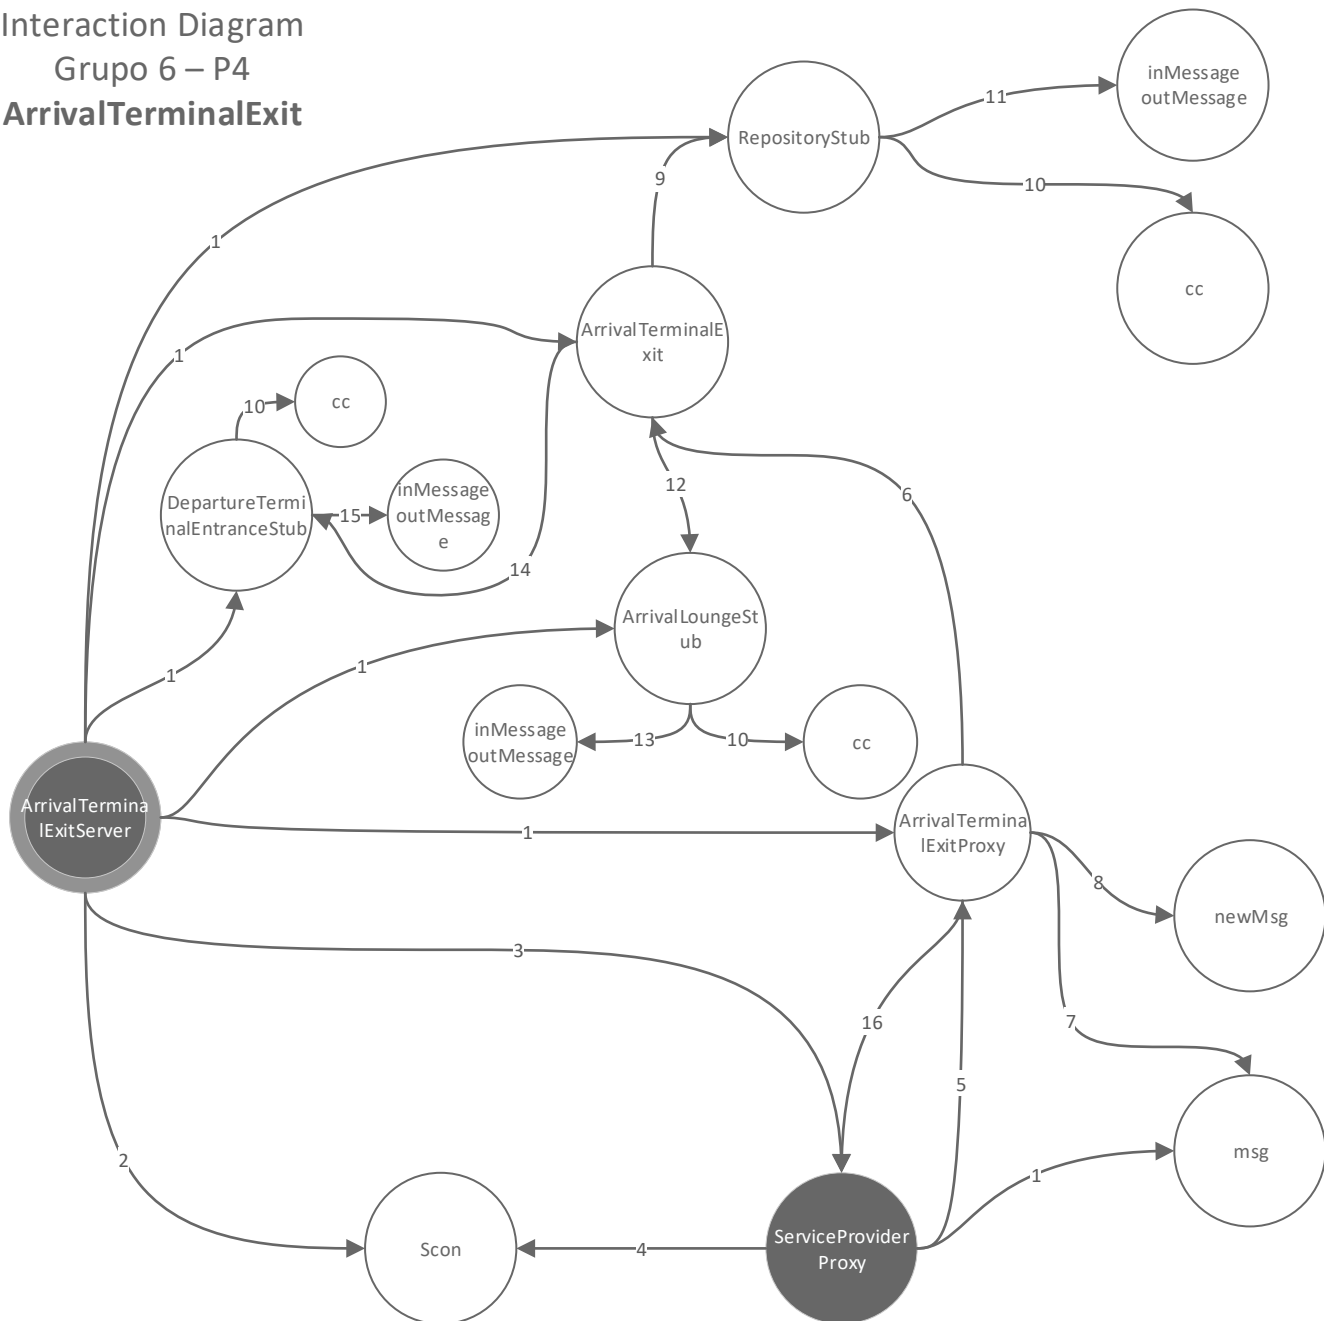 Interaction Diagram
Grupo 6 – P4
ArrivalTerminalExit
inMessage
outMessage
11
RepositoryStub
9
10
1
cc
ArrivalTerminalE
xit
1
cc
10
12
inMessage
outMessag
e
6
DepartureTermi
nalEntranceStub
15
14
ArrivalLoungeSt
ub
1
1
inMessage
outMessage
13
10
cc
ArrivalTermina
lExitServer
1
ArrivalTermina
lExitProxy
8
newMsg
3
16
7
5
2
1
msg
Scon
4
ServiceProvider
Proxy